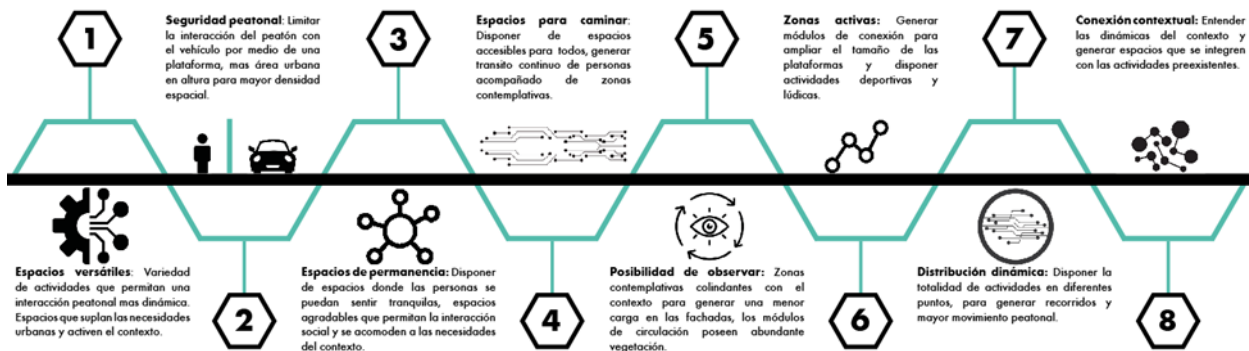 1
Seguridad peatonal: Limitar
la interacción del peatón con
el vehículo por medio de una
plataforma, mas área urbana
en altura para mayor densidad
espacial.
3
Espacios para caminar:
Disponer de espacios
accesibles para todos, generar
transito continuo de personas
acompañado de zonas
contemplativas.
5
Zonas activas: Generar
módulos de conexión para
ampliar el tamaño de las
plataformas y disponer
actividades deportivas y
lúdicas.
7
Conexión contextual: Entender
las dinámicas del contexto y
generar espacios que se integren
con las actividades preexistentes.
Espacios versátiles: Variedad
de actividades que permitan una
interacción peatonal mas dinámica.
Espacios que suplan las necesidades
urbanas y activen el contexto.
2
Espacios de permanencia: Disponer
de espacios donde las personas se
puedan sentir tranquilas, espacios
agradables que permitan la interacción
social y se acomoden a las necesidades
del contexto.
4
Posibilidad de observar: Zonas
contemplativas colindantes con el
contexto para generar una menor
carga en las fachadas, los módulos
de circulación poseen abundante
vegetación.
6
Distribución dinámica: Disponer la
totalidad de actividades en diferentes
puntos, para generar recorridos y
mayor movimiento peatonal.
8